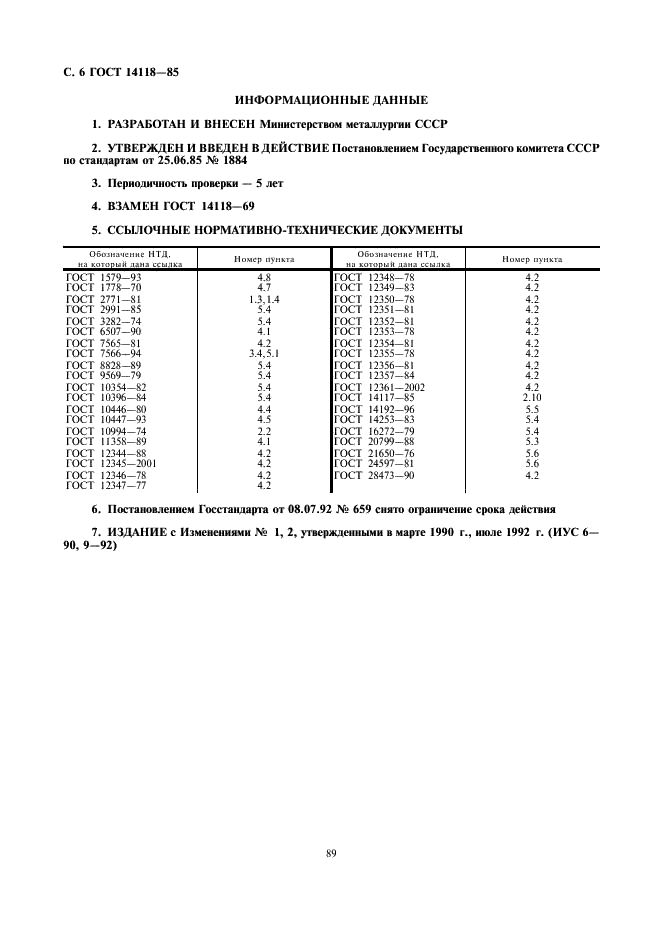 С. 6 ГОСТ 14118—85
ИНФОРМАЦИОННЫЕ ДАННЫЕ
1. РАЗРАБОТАН И ВНЕСЕН Министерством металлургии СССР
2. УТВЕРЖДЕН И ВВЕДЕН В ДЕЙСТВИЕ Постановлением Государственного комитета СССР
по стандартам от 25.06.85 № 1884
3. Периодичность проверки — 5 лет
4. ВЗАМЕН ГОСТ 14118—69
5. ССЫЛОЧНЫЕ НОРМАТИВНО-ТЕХНИЧЕСКИЕ ДОКУМЕНТЫ
Обозначение НТД, на который дана ссылка
Номер пункта
ГОСТ 1579—93 4.8
ГОСТ 1778—70 4.7
ГОСТ 2771—81 1.3,1.4
ГОСТ 2991—85 5.4
ГОСТ 3282—74 5.4
ГОСТ 6507—90 4.1
ГОСТ 7565—81 4.2
ГОСТ 7566—94 3.4,5.1
ГОСТ 8828—89 5.4
ГОСТ 9569—79 5.4
ГОСТ 10354—82 5.4
ГОСТ 10396—84 5.4
ГОСТ 10446—80 4.4
ГОСТ 10447—93 4.5
ГОСТ 10994—74 2.2
ГОСТ 11358—89 4.1
ГОСТ 12344—88 4.2
ГОСТ 12345—2001 4.2
ГОСТ 12346—78 4.2
ГОСТ 12347—77 4.2
Обозначение НТД, на который дана ссылка
Номер пункта
ГОСТ 12348—78 4.2
ГОСТ 12349—83 4.2
ГОСТ 12350—78 4.2
ГОСТ 12351—81 4.2
ГОСТ 12352—81 4.2
ГОСТ 12353—78 4.2
ГОСТ 12354—81 4.2
ГОСТ 12355—78 4.2
ГОСТ 12356—81 4.2
ГОСТ 12357—84 4.2
ГОСТ 12361—2002 4.2
ГОСТ 14117—85 2.10
ГОСТ 14192—96 5.5
ГОСТ 14253—83 5.4
ГОСТ 16272—79 5.4
ГОСТ 20799—88 5.3
ГОСТ 21650—76 5.6
ГОСТ 24597—81 5.6
ГОСТ 28473—90 4.2
6. Постановлением Госстандарта от 08.07.92 № 659 снято ограничение срока действия
7. ИЗДАНИЕ с Изменениями № 1, 2, утвержденными в марте 1990 г., июле 1992 г. (ИУС 6—
90, 9—92)
89